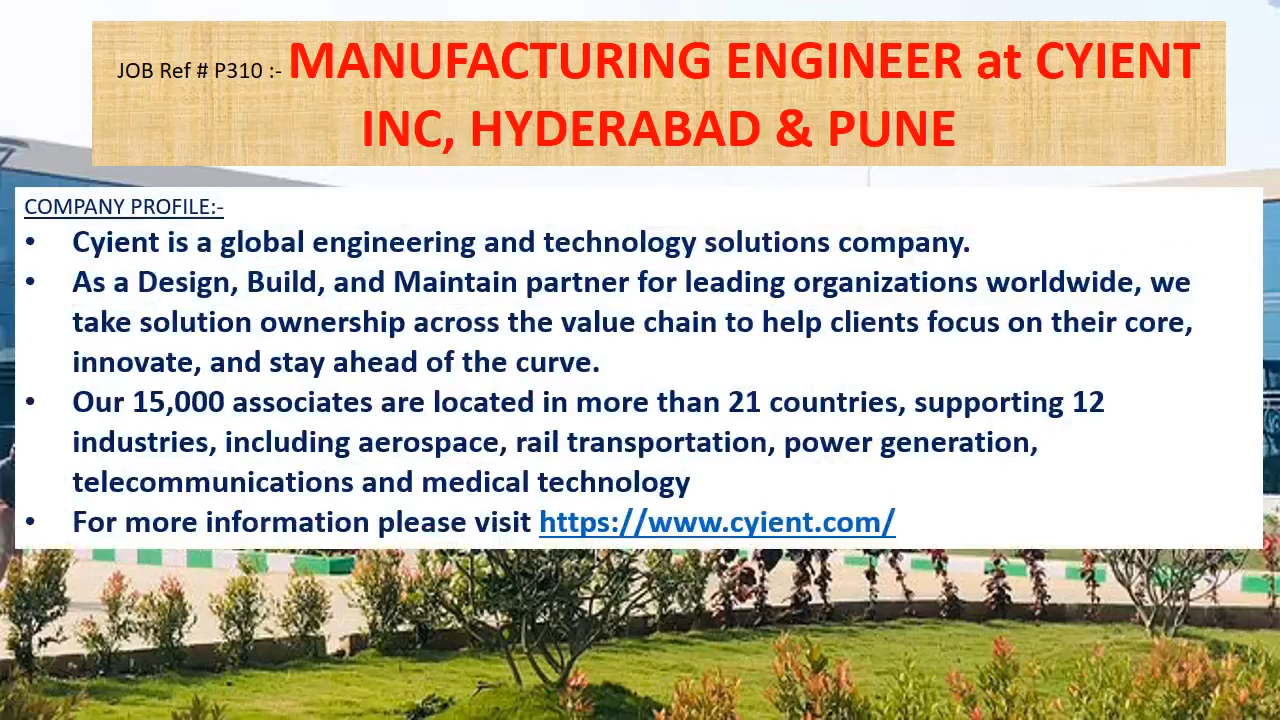 JOB Ref # P310 :- MANUFACTURING ENGINEER at CYIENT
INC, HYDERABAD & PUNE
COMPANY PROFILE:-
• Cyient is a global engineering and technology solutions company.
• As a Design, Build, and Maintain partner for leading organizations worldwide, we
take solution ownership across the value chain to help clients focus on their core,
innovate, and stay ahead of the curve.
• Our 15,000 associates are located in more than 21 countries, supporting 12
industries, including aerospace, rail transportation, power generation,
telecommunications and medical technology
• For more information please visit https://www.cyient.com/